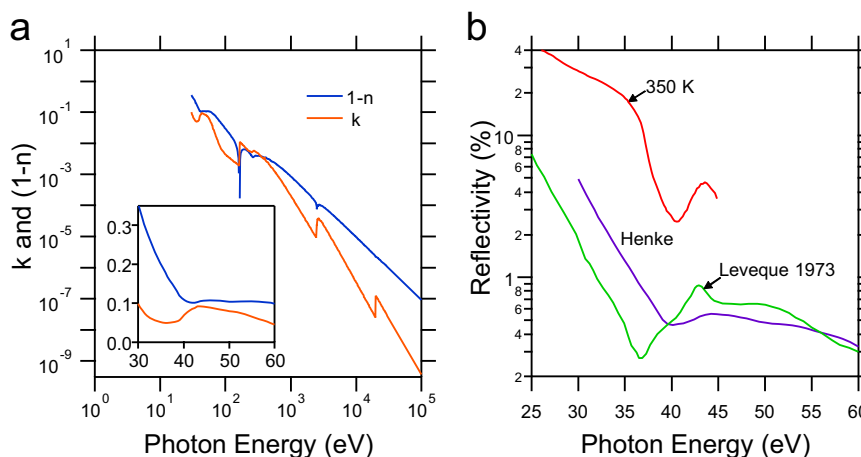 a
k and (1-n)
10^1
10^-1
10^-3
10^-5
10^-7
10^-9
1-n
k
0.3
0.2
0.1
0.0
30 40 50 60
10^0 10^1 10^2 10^3 10^4 10^5
Photon Energy (eV)
b
Reflectivity (%)
4
2
10
8
6
4
2
1
8
6
4
2
350 K
Henke
Leveque 1973
25 30 35 40 45 50 55 60
Photon Energy (eV)